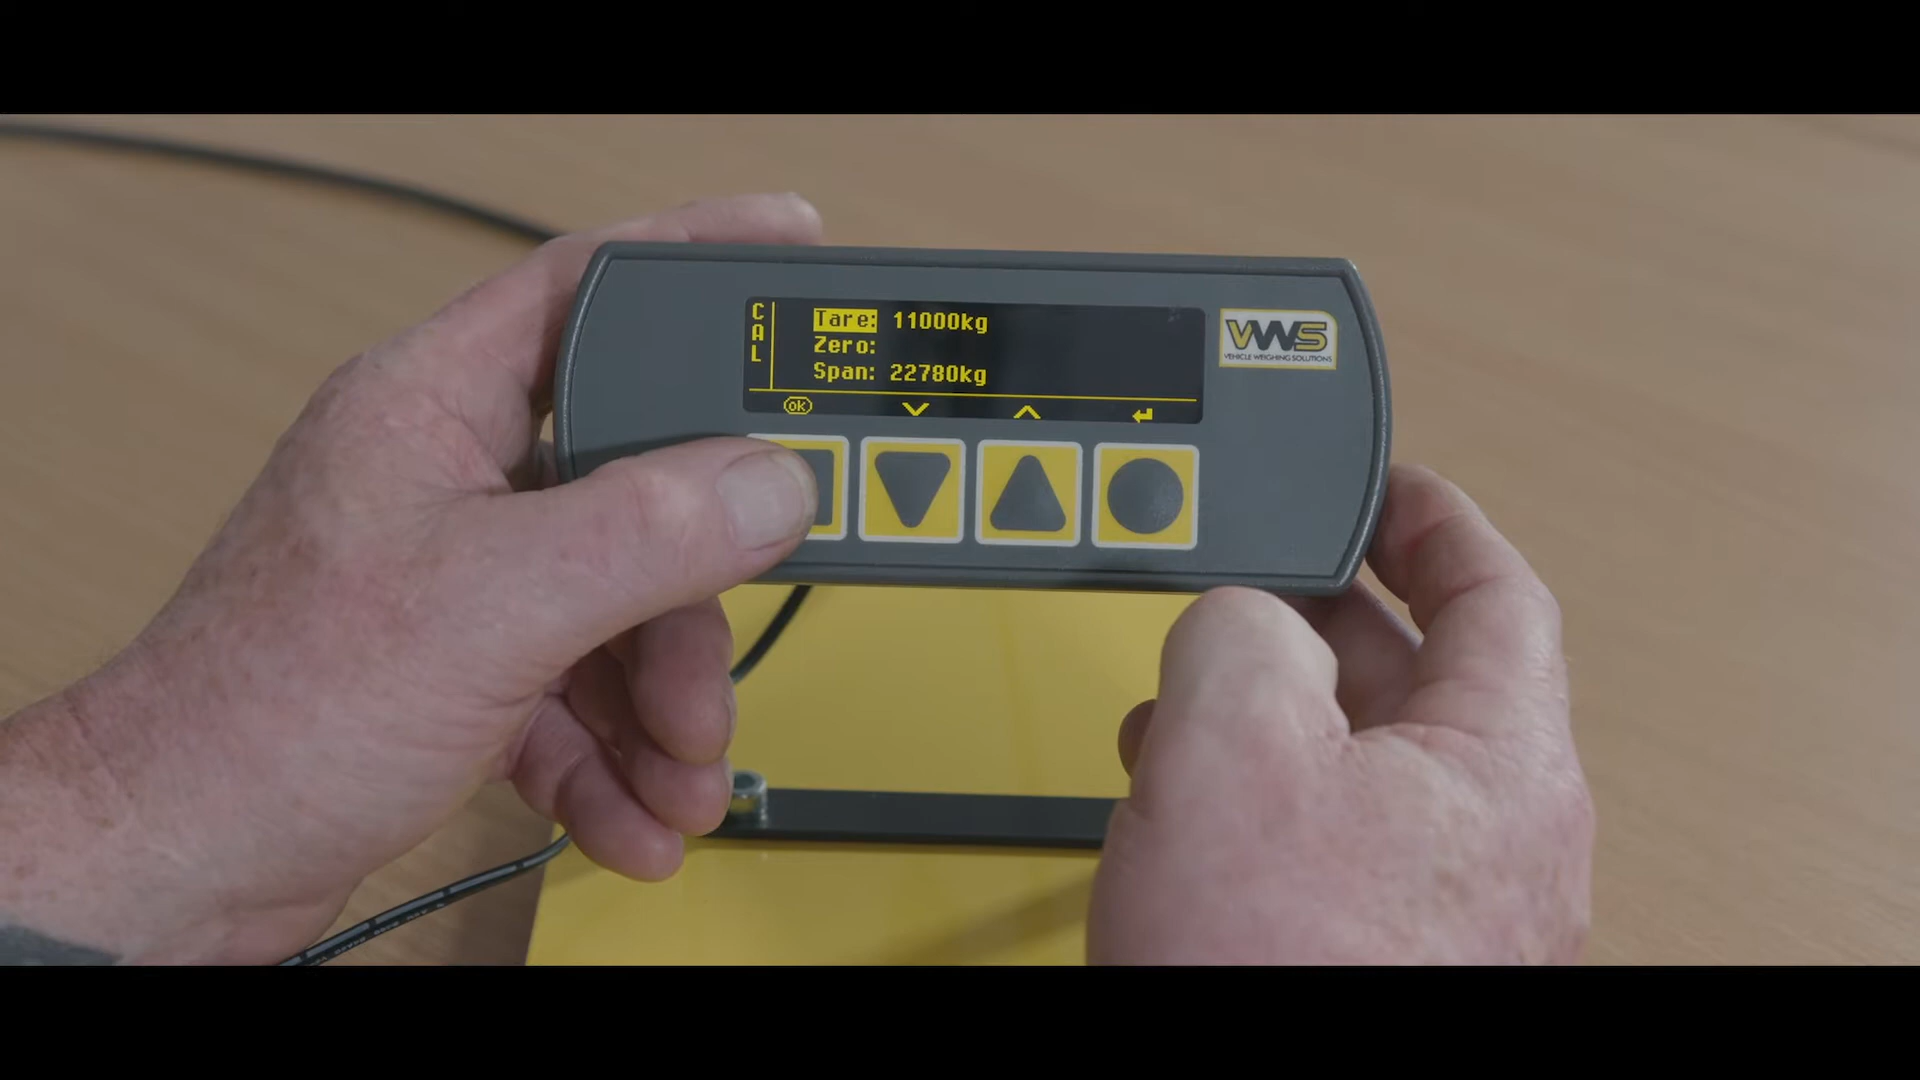 CAL
Tare: 11000kg
Zero:
Span: 22780kg
ok
VWS
VEHICLE WEIGHING SOLUTIONS